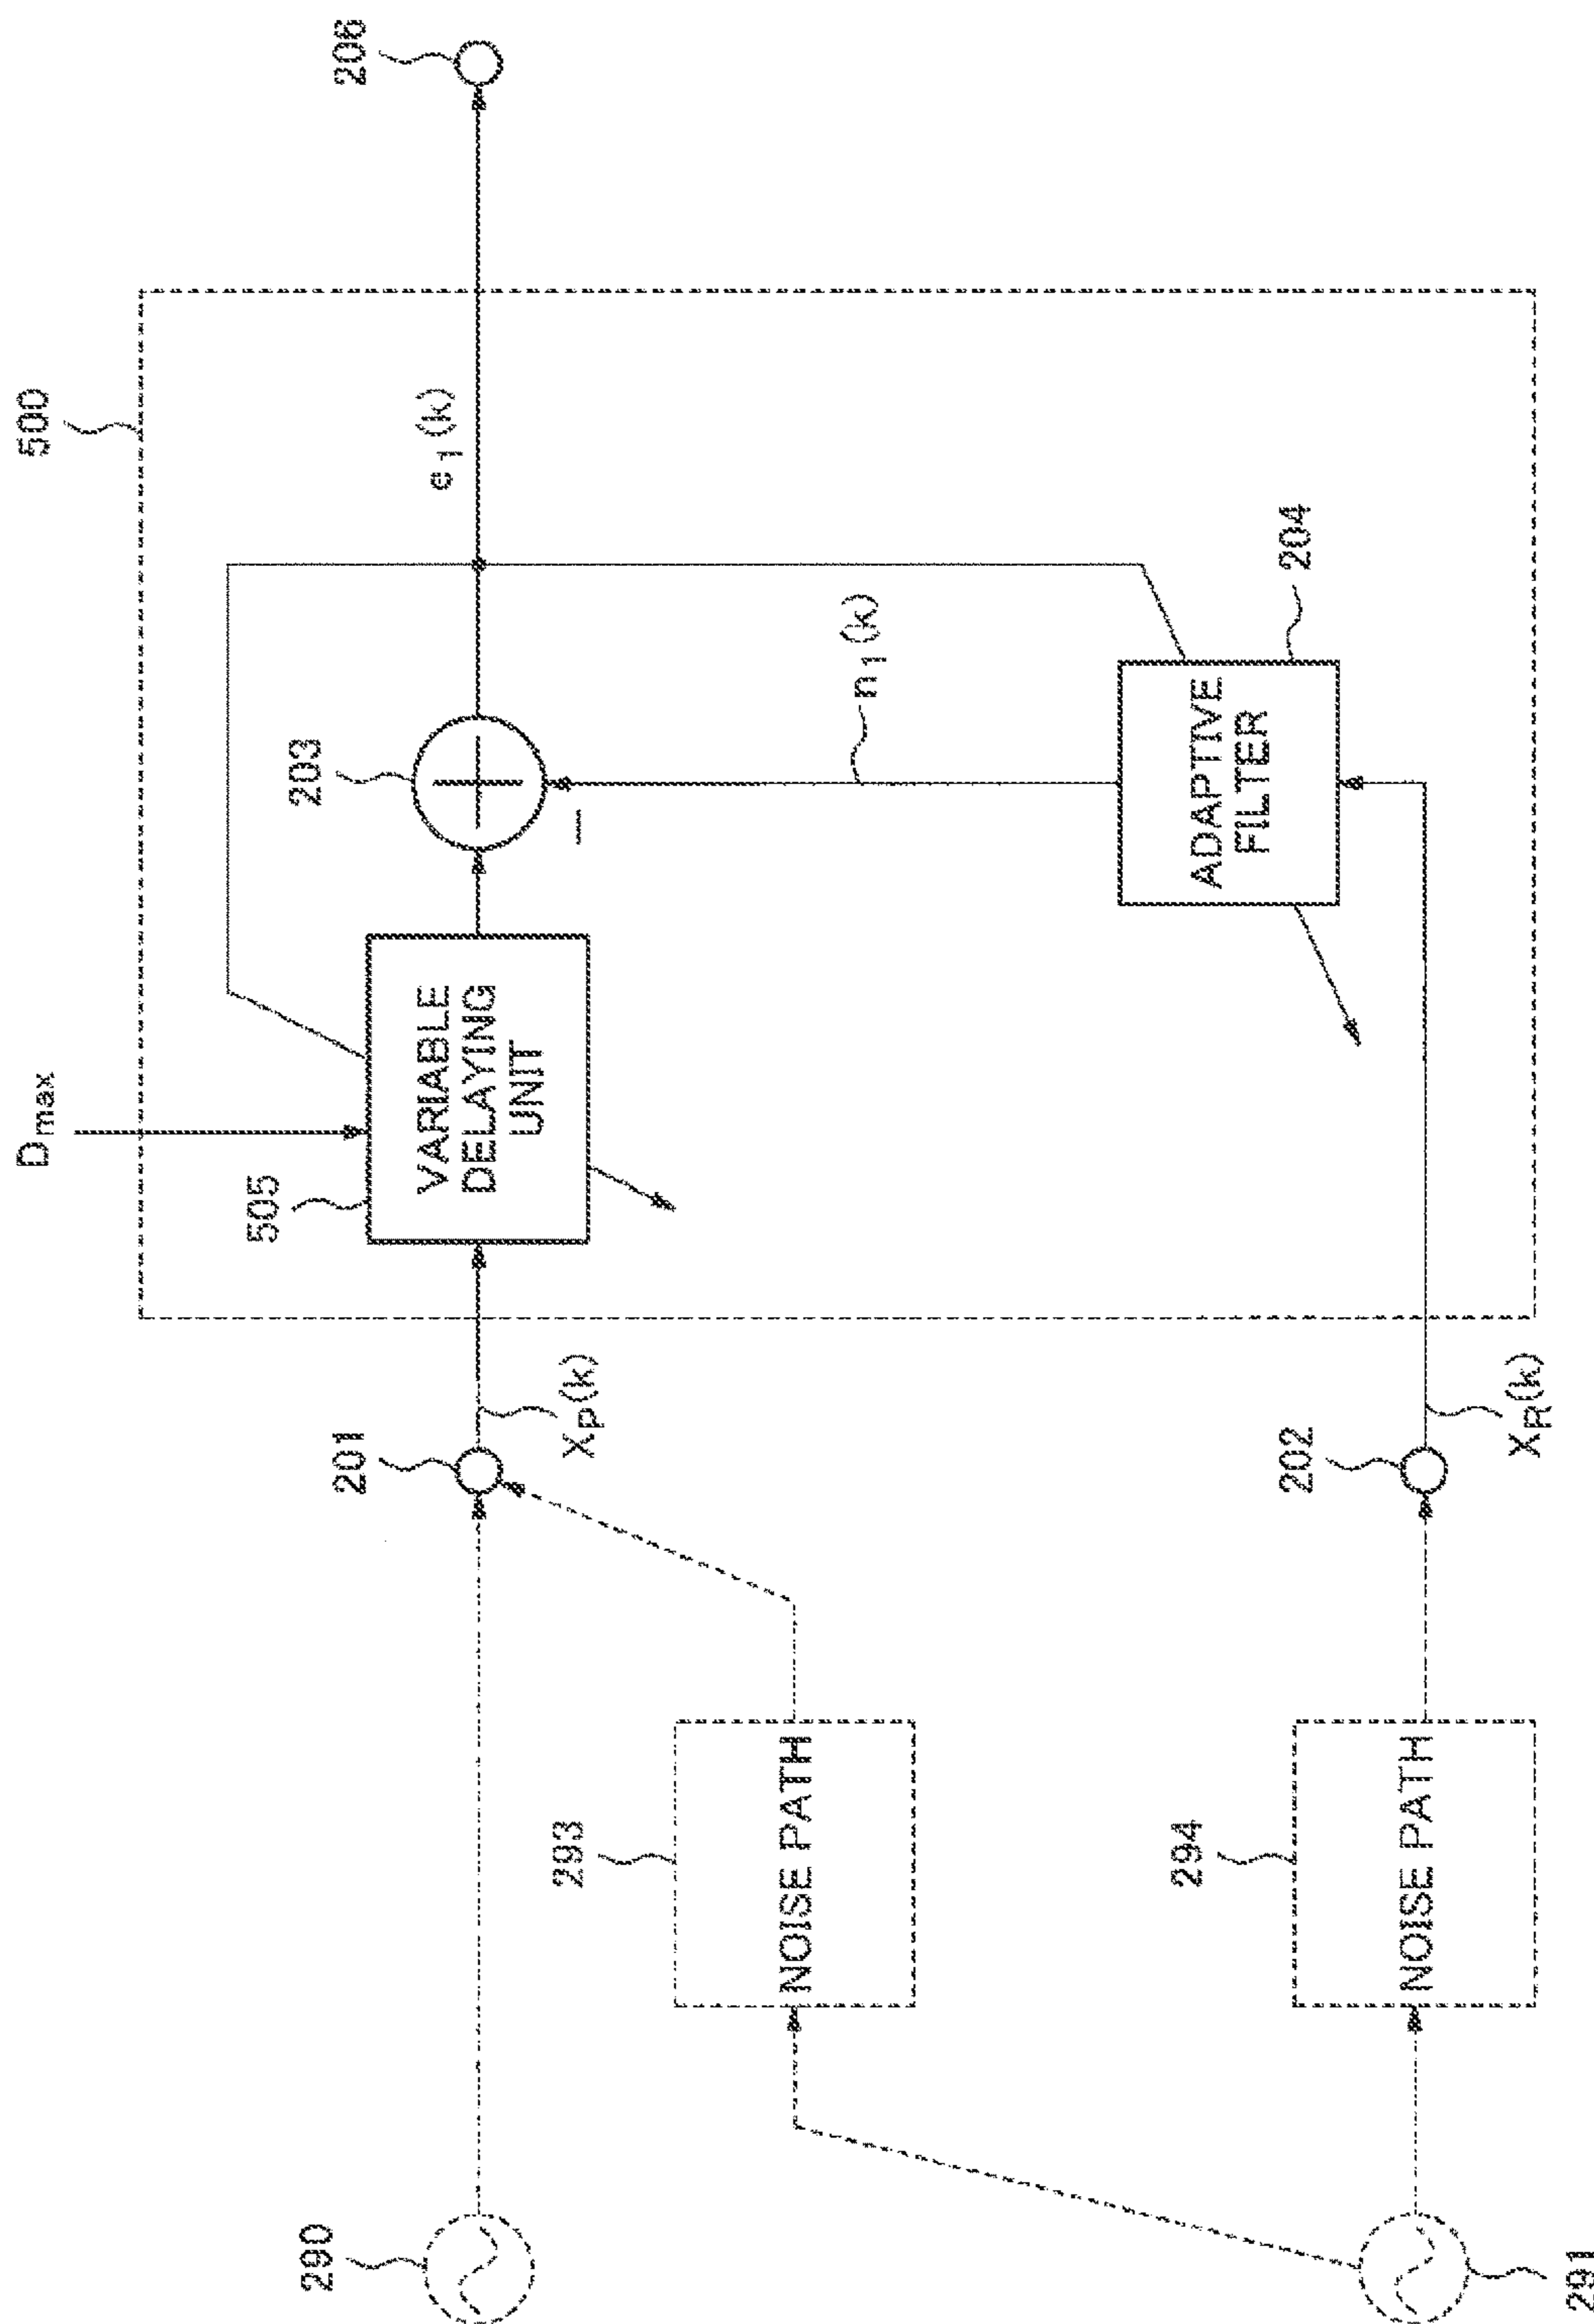 500
Dmax
505
VARIABLE
DELAYING
UNIT
203
e1(k)
206
290
201
XP(k)
n1(k)
293
NOISE PATH
ADAPTIVE
FILTER
204
294
NOISE PATH
202
XR(k)
291